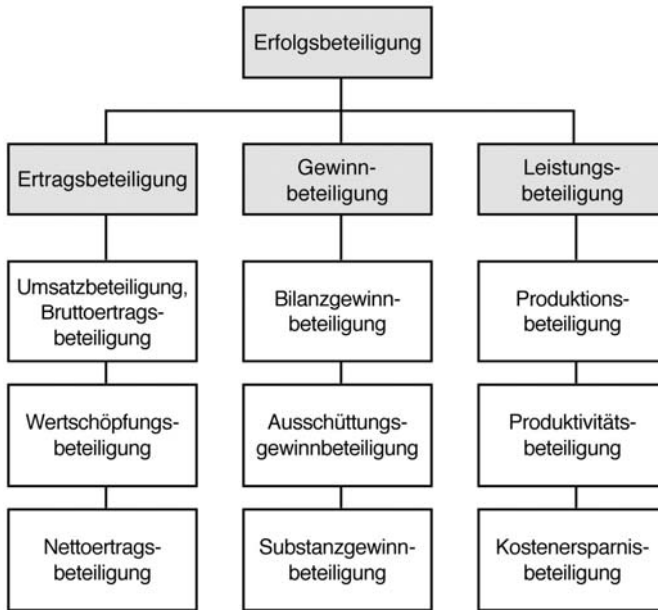 Erfolgsbeteiligung
Ertragsbeteiligung
Gewinn-
beteiligung
Leistungs-
beteiligung
Umsatzbeteiligung,
Bruttoertrags-
beteiligung
Bilanzgewinn-
beteiligung
Produktions-
beteiligung
Wertschöpfungs-
beteiligung
Ausschüttungs-
gewinnbeteiligung
Produktivitäts-
beteiligung
Nettoertrags-
beteiligung
Substanzgewinn-
beteiligung
Kostenersparnis-
beteiligung